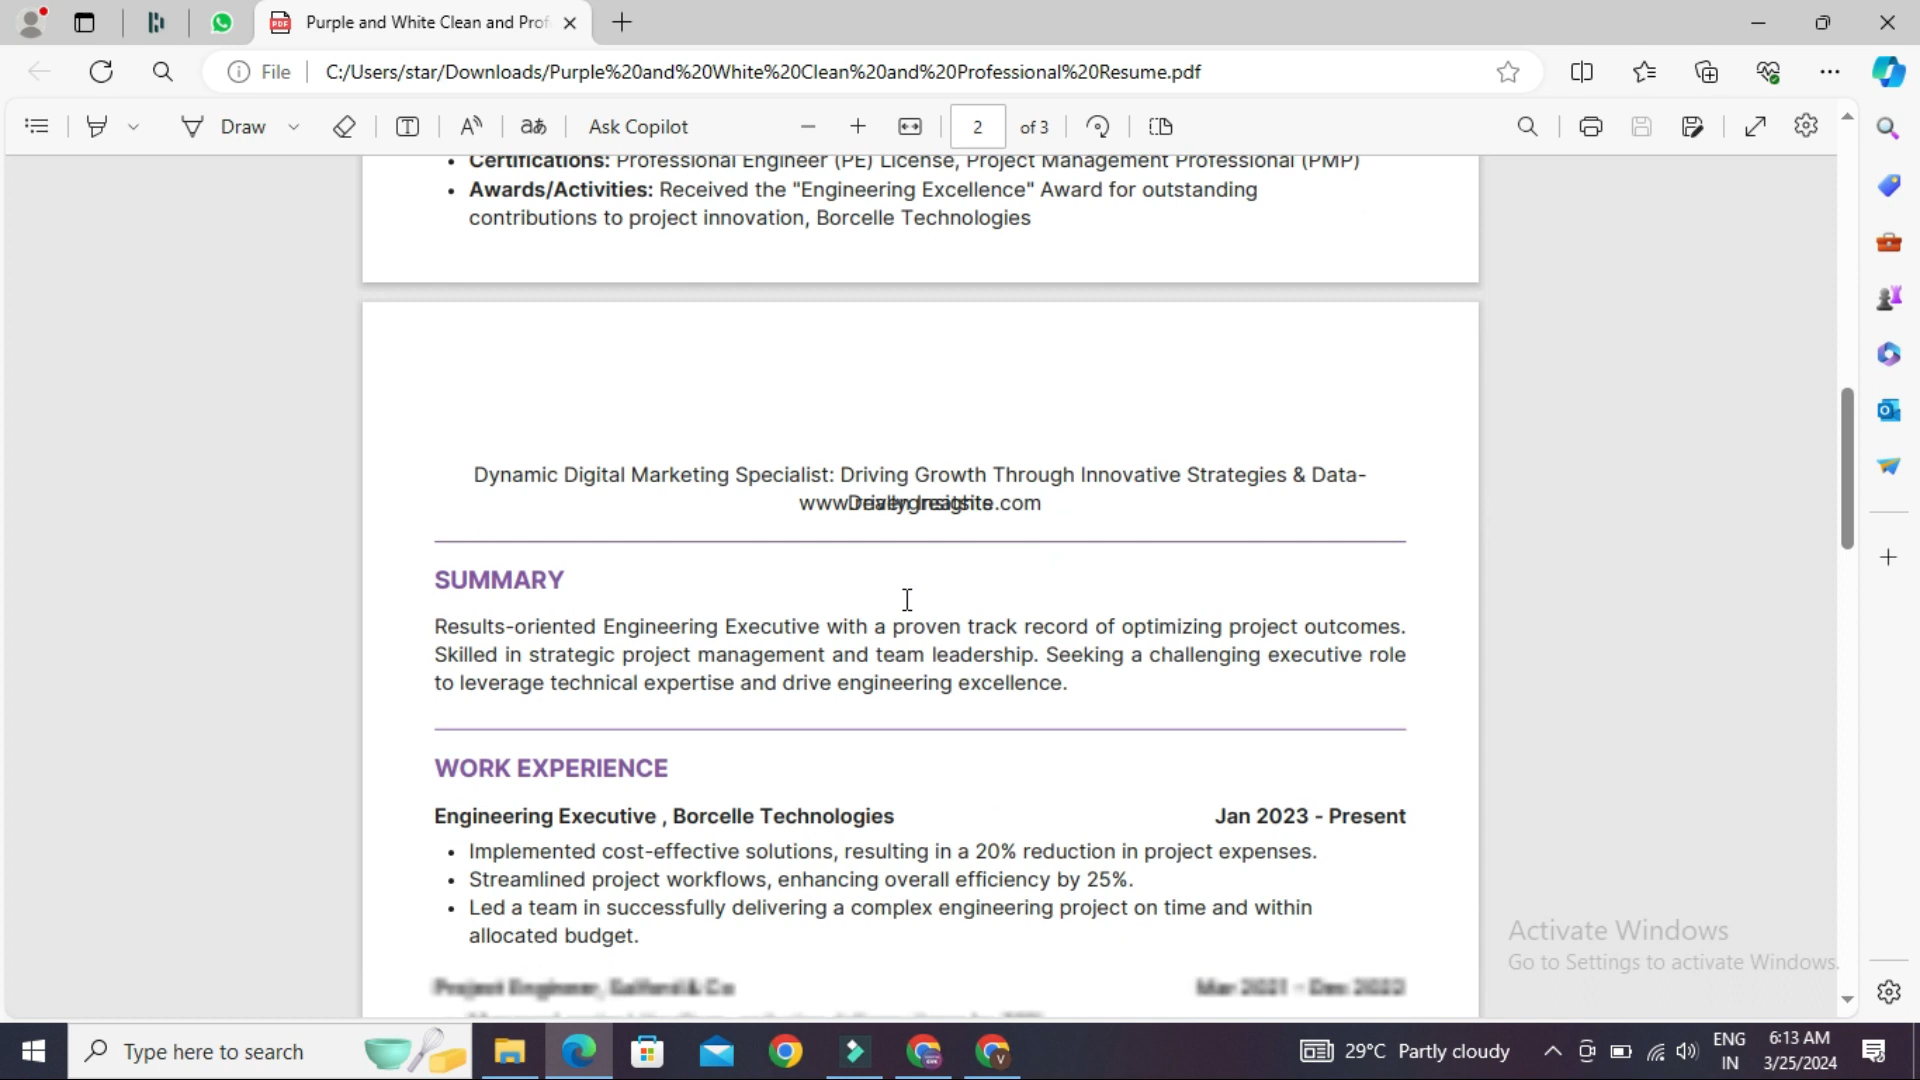 Purple and White Clean and Prof
File
C:/Users/star/Downloads/Purple%20and%20White%20Clean%20and%20Professional%20Resume.pdf
Draw
Ask Copilot
2
of 3
Certifications: Professional Engineer (PE) License, Project Management Professional (PMP)
Awards/Activities: Received the "Engineering Excellence" Award for outstanding
contributions to project innovation, Borcelle Technologies
Dynamic Digital Marketing Specialist: Driving Growth Through Innovative Strategies & Data-
SUMMARY
Results-oriented Engineering Executive with a proven track record of optimizing project outcomes.
Skilled in strategic project management and team leadership. Seeking a challenging executive role
to leverage technical expertise and drive engineering excellence.
WORK EXPERIENCE
Engineering Executive , Borcelle Technologies
Jan 2023 - Present
Implemented cost-effective solutions, resulting in a 20% reduction in project expenses.
Streamlined project workflows, enhancing overall efficiency by 25%.
Led a team in successfully delivering a complex engineering project on time and within
allocated budget.
Project Engineer, Salford & Co
Mar 2021 - Dec 2022
Activate Windows
Go to Settings to activate Windows.
Type here to search
29°C Partly cloudy
ENG
IN
6:13 AM
3/25/2024